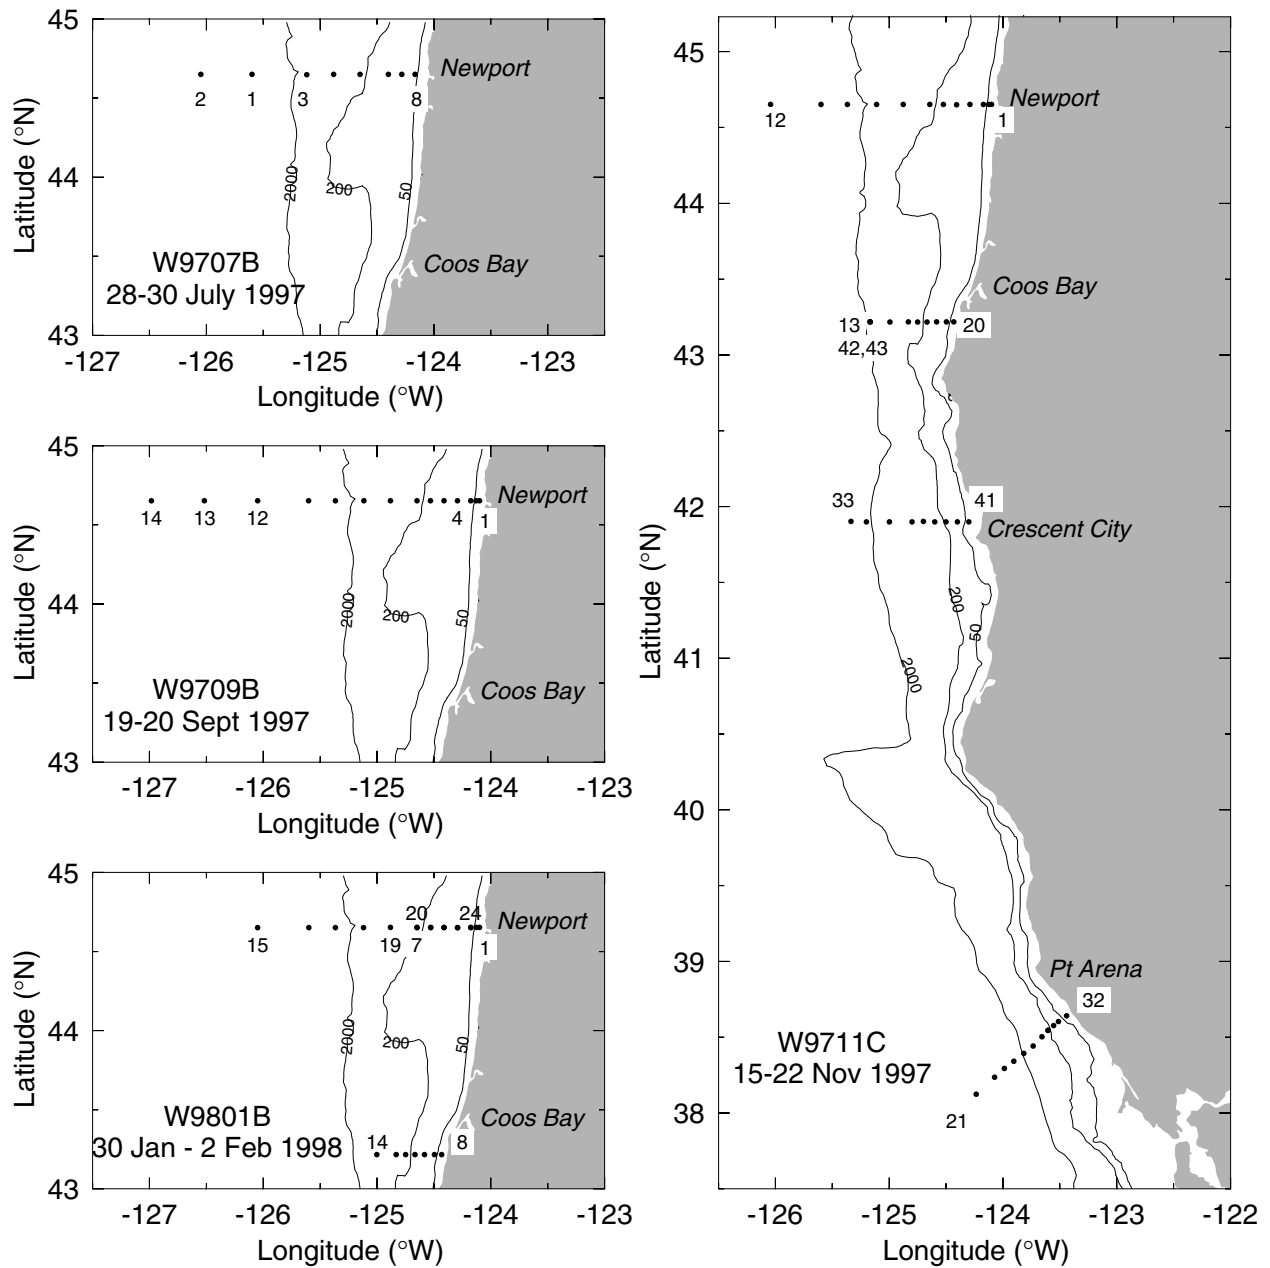 45
44
43
Latitude (°N)
Newport
2 1 3 8
2000 200 50
Coos Bay
W9707B
28-30 July 1997
-127 -126 -125 -124 -123
Longitude (°W)
45
44
43
Latitude (°N)
Newport
14 13 12 4 1
2000 200 50
Coos Bay
W9709B
19-20 Sept 1997
-127 -126 -125 -124 -123
Longitude (°W)
45
44
43
Latitude (°N)
20 24 Newport
15 19 7 1
2000 200 50
Coos Bay
W9801B
14 8
30 Jan - 2 Feb 1998
-127 -126 -125 -124 -123
Longitude (°W)
45
44
43
42
41
40
39
38
Latitude (°N)
Newport
12 1
Coos Bay
13 20
42,43
33 41
Crescent City
200
50
2000
Pt Arena
32
W9711C
15-22 Nov 1997
21
-126 -125 -124 -123 -122
Longitude (°W)